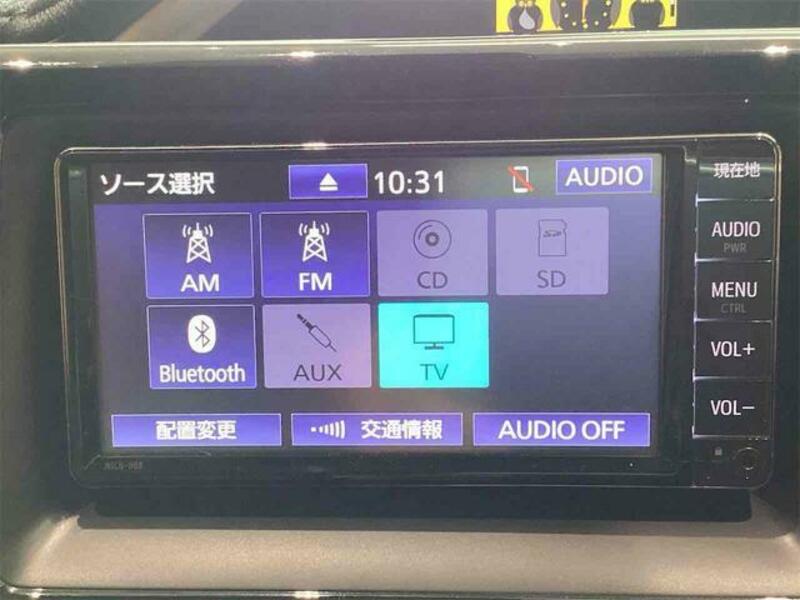 ソース選択 10:31 AUDIO
AM FM CD SD
Bluetooth AUX TV
配置変更 交通情報 AUDIO OFF
現在地
AUDIO
PWR
MENU
CTRL
VOL+
VOL−